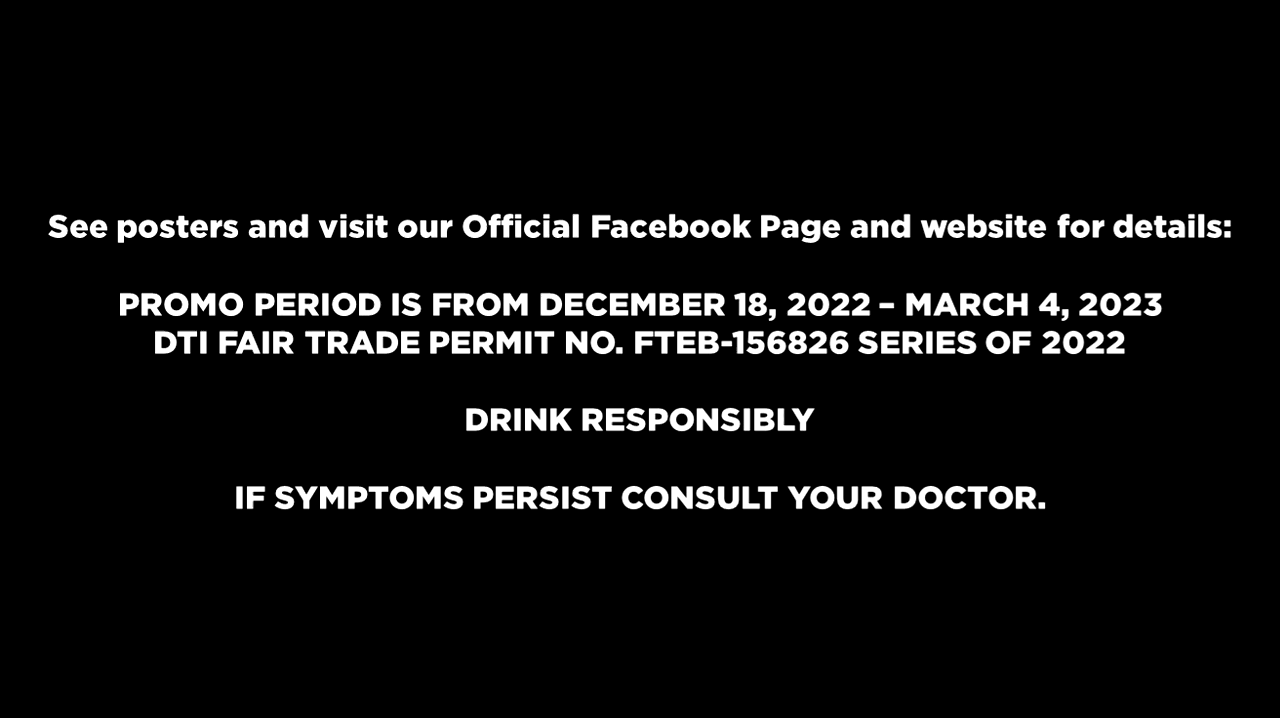 See posters and visit our Official Facebook Page and website for details:
PROMO PERIOD IS FROM DECEMBER 18, 2022 – MARCH 4, 2023
DTI FAIR TRADE PERMIT NO. FTEB-156826 SERIES OF 2022
DRINK RESPONSIBLY
IF SYMPTOMS PERSIST CONSULT YOUR DOCTOR.